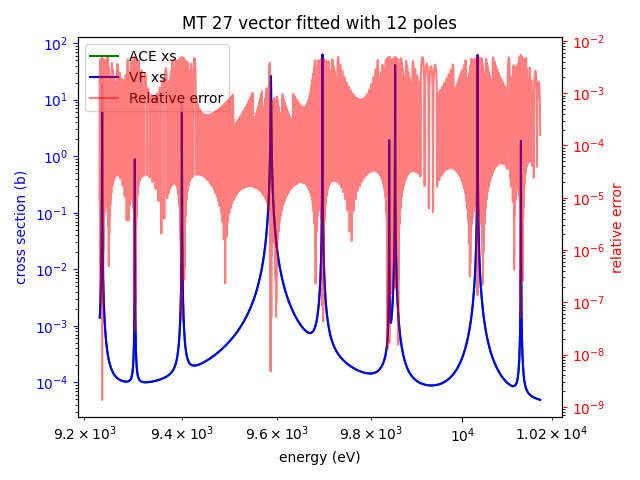 MT 27 vector fitted with 12 poles
ACE xs
VF xs
Relative error
cross section (b)
10²
10¹
10⁰
10⁻¹
10⁻²
10⁻³
10⁻⁴
10⁻²
10⁻³
10⁻⁴
10⁻⁵
10⁻⁶
10⁻⁷
10⁻⁸
10⁻⁹
relative error
9.2 × 10³ 9.4 × 10³ 9.6 × 10³ 9.8 × 10³ 10⁴ 1.02 × 10⁴
energy (eV)